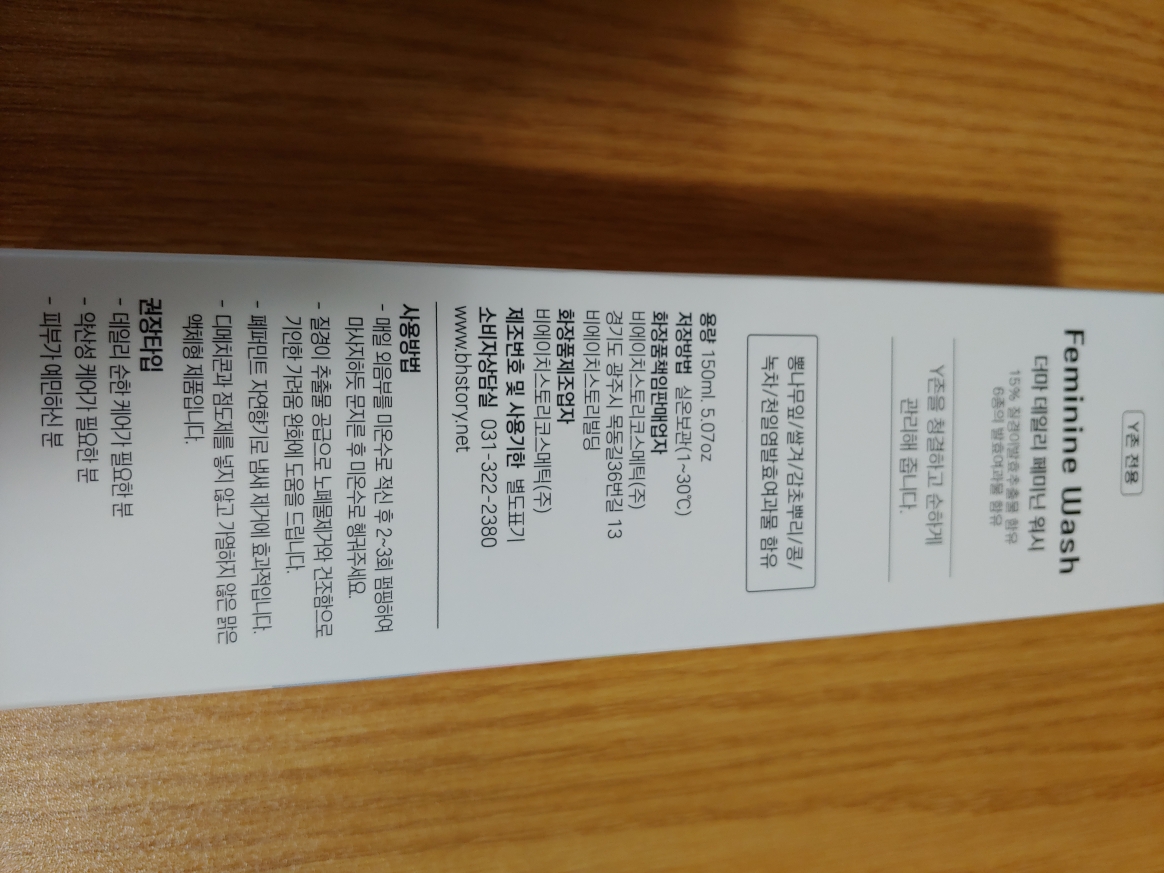 Y존 전용
Feminine Wash
더마 데일리 페미닌 워시
15% 질경이발효추출물 함유
6종의 발효여과물 함유
Y존을 청결하고 순하게
관리해 줍니다.
뽕나무잎/쌀겨/감초뿌리/콩/
녹차/천일염발효여과물 함유
용량 150ml. 5.07oz
저장방법 실온보관(1~30℃)
화장품책임판매업자
비에이치스토리코스메틱(주)
경기도 광주시 목동길36번길 13
비에이치스토리빌딩
화장품제조업자
비에이치스토리코스메틱(주)
제조번호 및 사용기한 별도표기
소비자상담실 031-322-2380
www.bhstory.net
사용방법
- 매일 외음부를 미온수로 적신 후 2~3회 펌핑하여
마사지하듯 문지른 후 미온수로 헹궈주세요.
- 질경이 추출물 공급으로 노폐물제거와 건조함으로
기인한 가려움 완화에 도움을 드립니다.
- 페퍼민트 자연향기로 냄새 제거에 효과적입니다.
- 디메치콘과 점도제를 넣지 않고 가열하지 않은 맑은
액체형 제품입니다.
권장타입
- 데일리 순한 케어가 필요한 분
- 약산성 케어가 필요한 분
- 피부가 예민하신 분